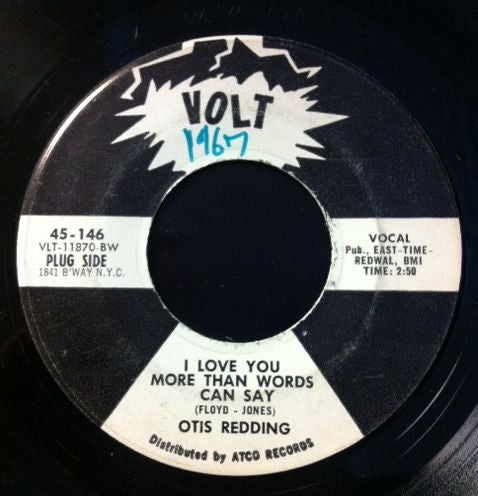 VOLT
1967
45-146
VLT-11870-BW
PLUG SIDE
1841 B'WAY N.Y.C.
VOCAL
Pub., EAST-TIME-
REDWAL, BMI
TIME: 2:50
I LOVE YOU
MORE THAN WORDS
CAN SAY
(FLOYD - JONES)
OTIS REDDING
Distributed by ATCO RECORDS